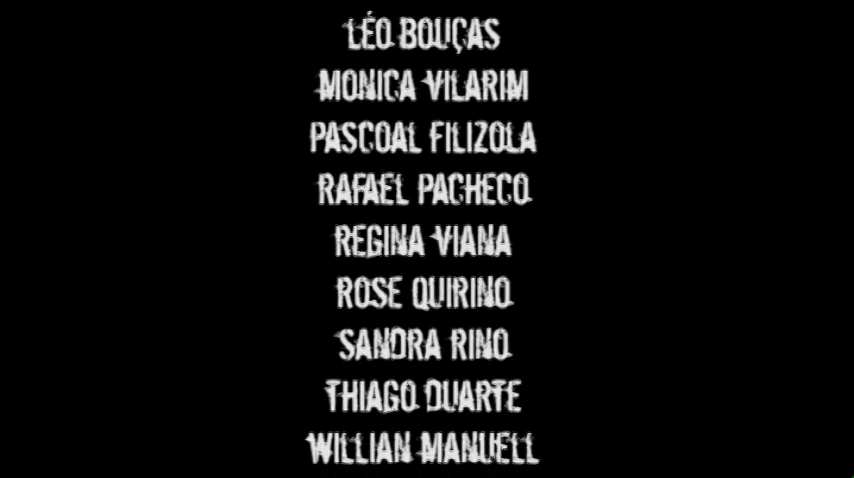 LÉO BOUÇAS
MONICA VILARIM
PASCOAL FILIZOLA
RAFAEL PACHECO
REGINA VIANA
ROSE QUIRINO
SANDRA RINO
THIAGO DUARTE
WILLIAN MANUELL